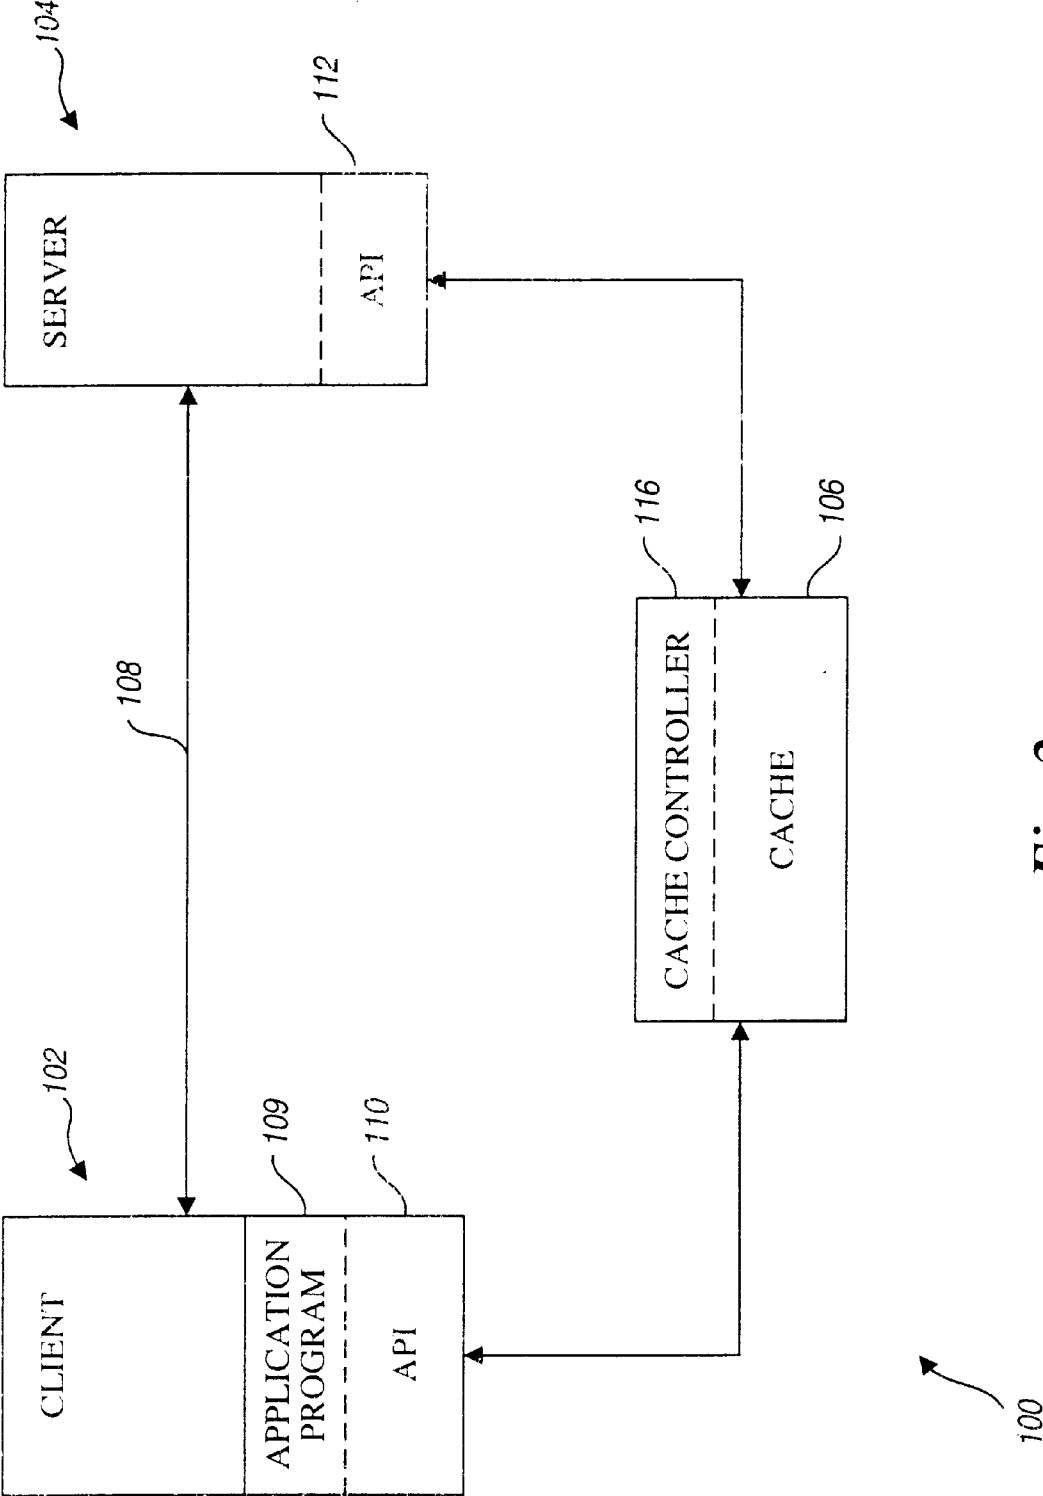 CLIENT
102
APPLICATION
PROGRAM
109
API
110
108
SERVER
104
API
112
CACHE CONTROLLER
116
CACHE
106
100